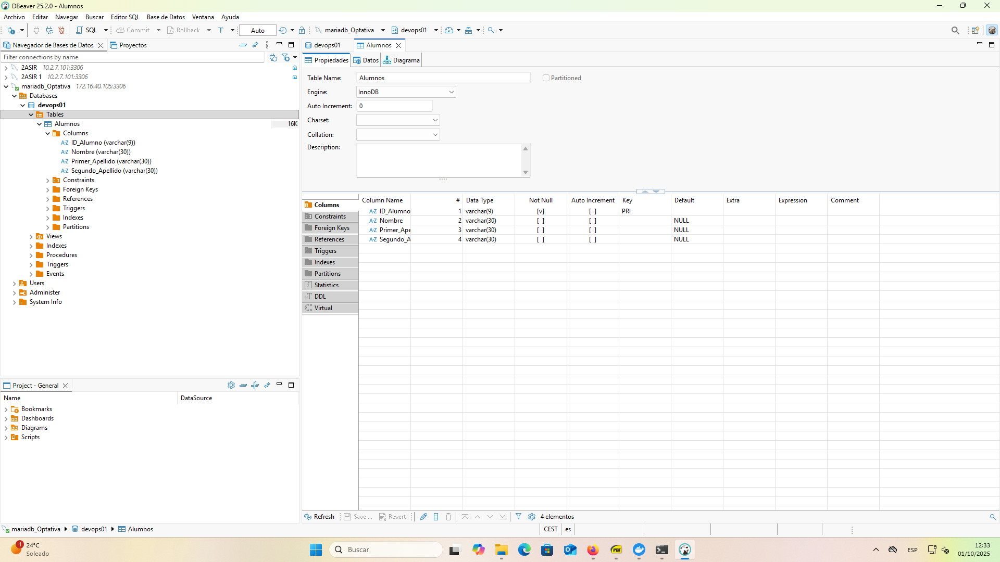 DBeaver 25.2.0 - Alumnos
Archivo Editar Navegar Buscar Editor SQL Base de Datos Ventana Ayuda
SQL Commit Rollback Auto mariadb_Optativa devops01
Navegador de Bases de Datos Proyectos
Filter connections by name
2ASIR 10.2.7.101:3306
2ASIR 1 10.2.7.101:3306
mariadb_Optativa 172.16.40.105:3306
Databases
devops01
Tables
Alumnos 16K
Columns
AZ ID_Alumno (varchar(9))
AZ Nombre (varchar(30))
AZ Primer_Apellido (varchar(30))
AZ Segundo_Apellido (varchar(30))
Constraints
Foreign Keys
References
Triggers
Indexes
Partitions
Views
Indexes
Procedures
Triggers
Events
Users
Administer
System Info
Project - General
Name DataSource
Bookmarks
Dashboards
Diagrams
Scripts
devops01 Alumnos
Propiedades Datos Diagrama
Table Name: Alumnos Partitioned
Engine: InnoDB
Auto Increment: 0
Charset:
Collation:
Description:
Columns
Constraints
Foreign Keys
References
Triggers
Indexes
Partitions
Statistics
DDL
Virtual
Column Name # Data Type Not Null Auto Increment Key Default Extra Expression Comment
AZ ID_Alumno 1 varchar(9) [v] [ ] PRI
AZ Nombre 2 varchar(30) [ ] [ ] NULL
AZ Primer_Ape 3 varchar(30) [ ] [ ] NULL
AZ Segundo_A 4 varchar(30) [ ] [ ] NULL
Refresh Save ... Revert 4 elementos
mariadb_Optativa devops01 Alumnos CEST es
1 24°C
Soleado
Buscar
PDF
ESP
12:33
01/10/2025